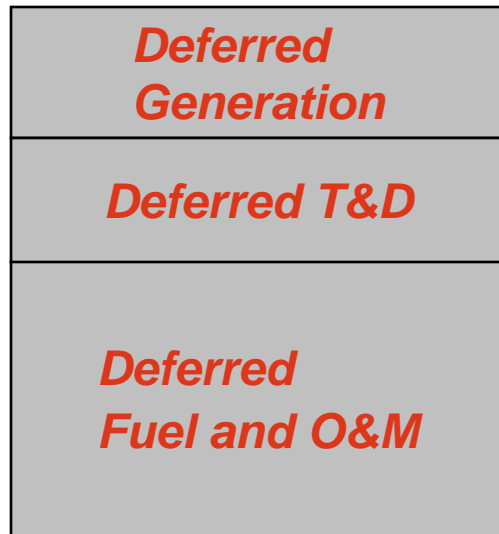 Deferred
Generation
Deferred T&D
Deferred
Fuel and O&M